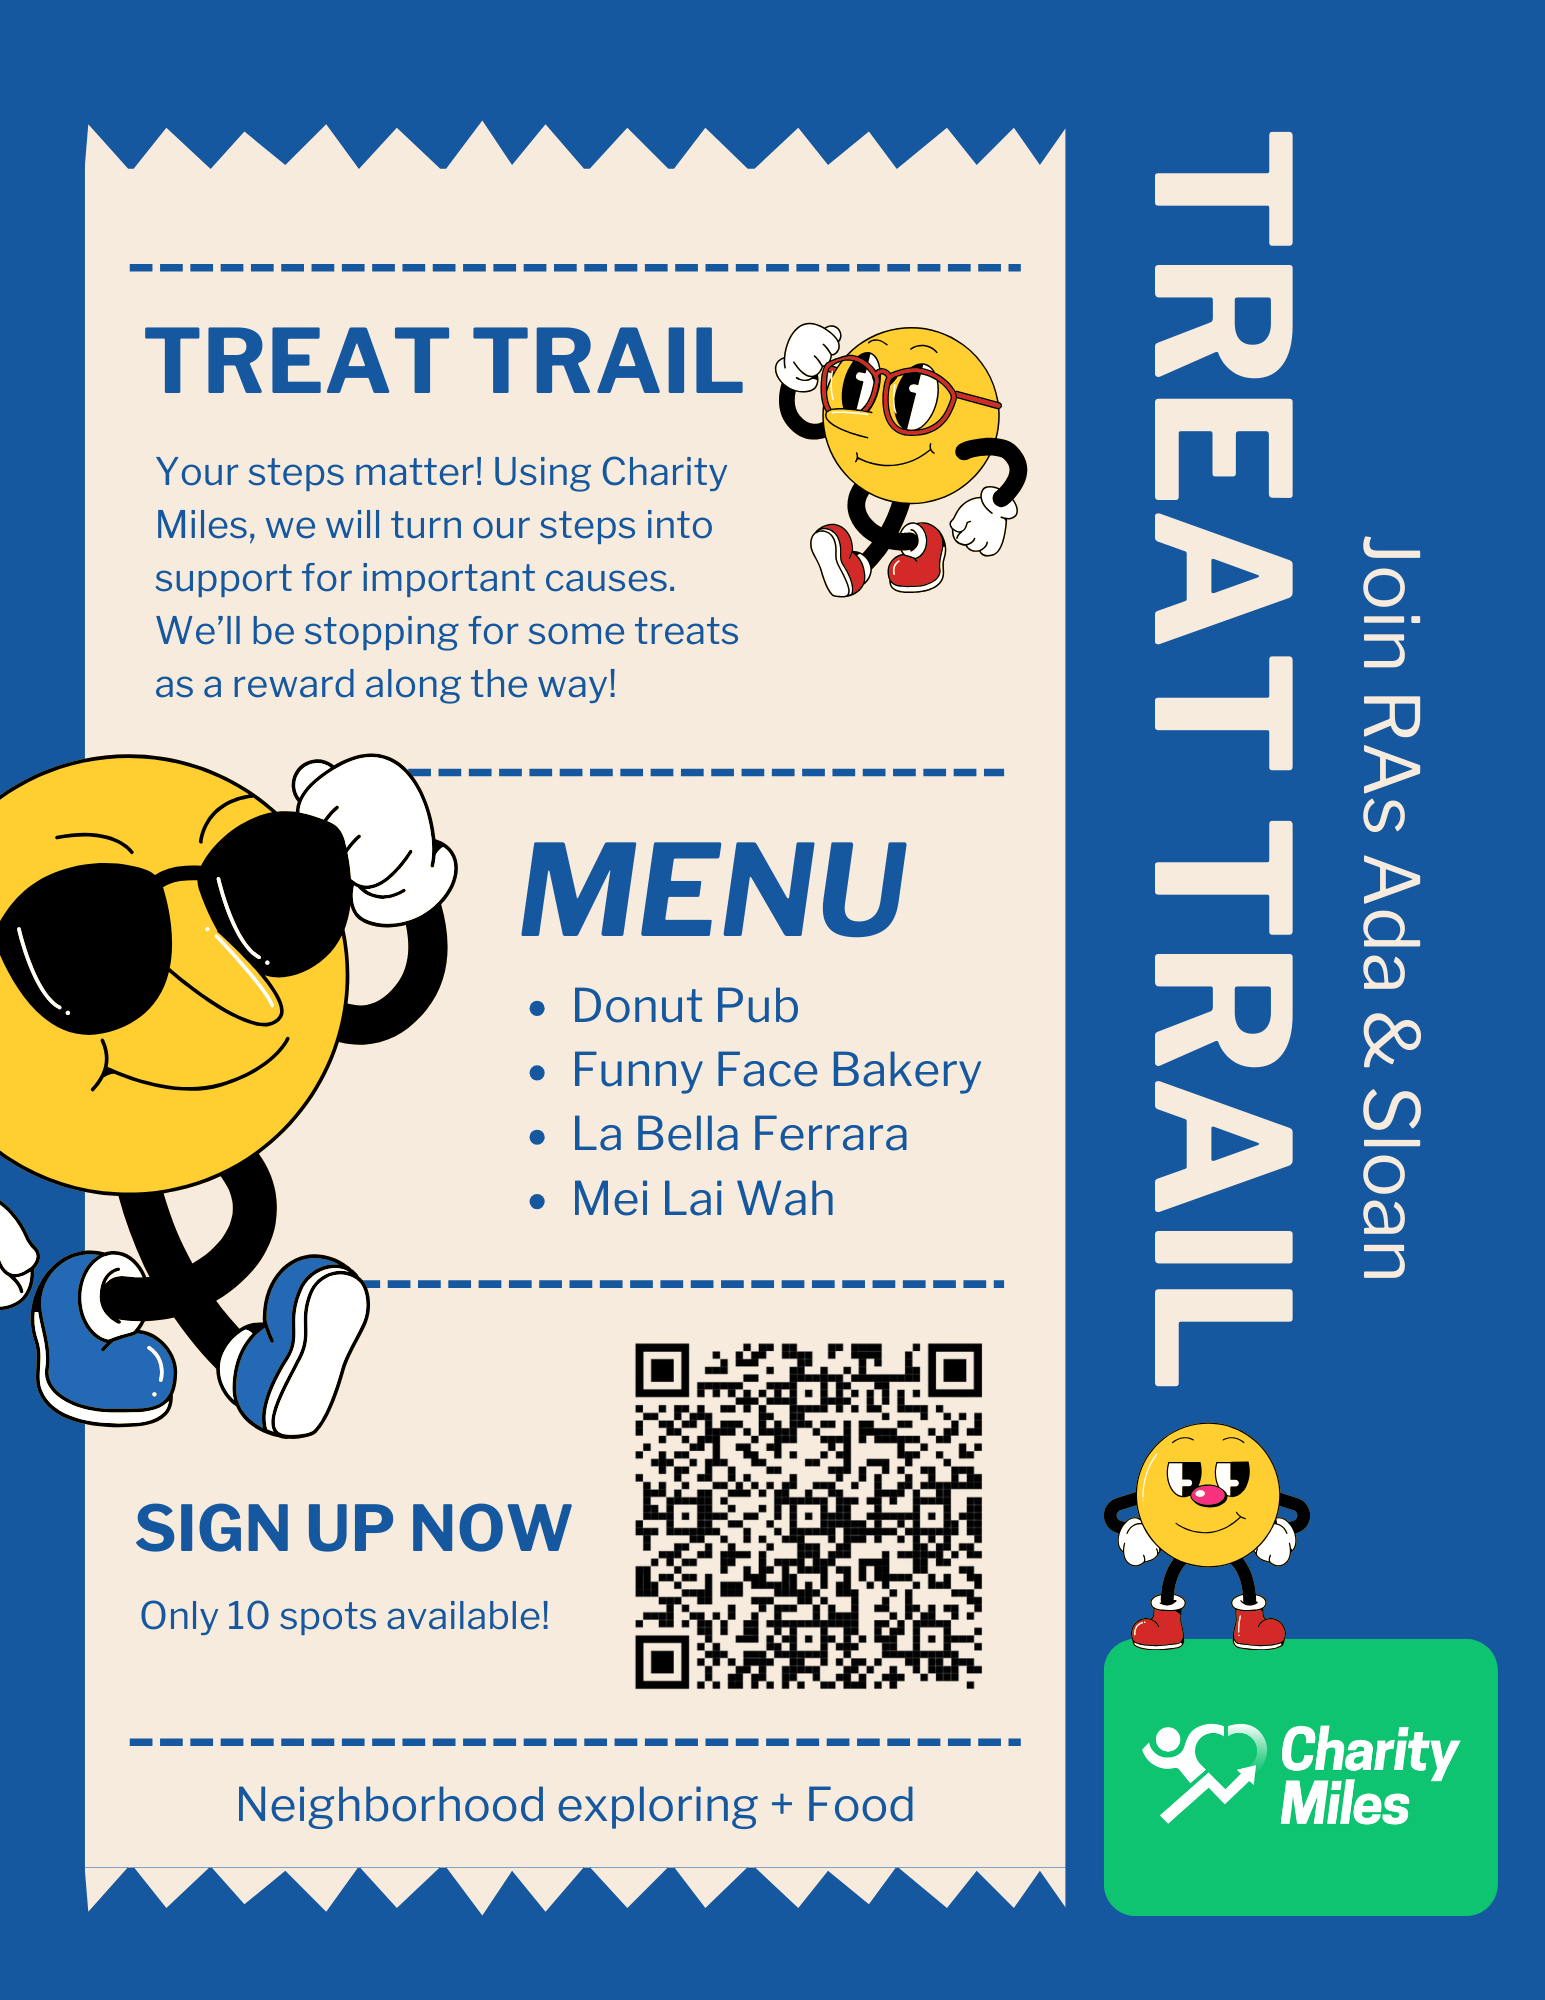 TREAT TRAIL
Your steps matter! Using Charity
Miles, we will turn our steps into
support for important causes.
We’ll be stopping for some treats
as a reward along the way!
MENU
• Donut Pub
• Funny Face Bakery
• La Bella Ferrara
• Mei Lai Wah
SIGN UP NOW
Only 10 spots available!
Neighborhood exploring + Food
TREAT TRAIL
Join RAs Ada & Sloan
Charity
Miles